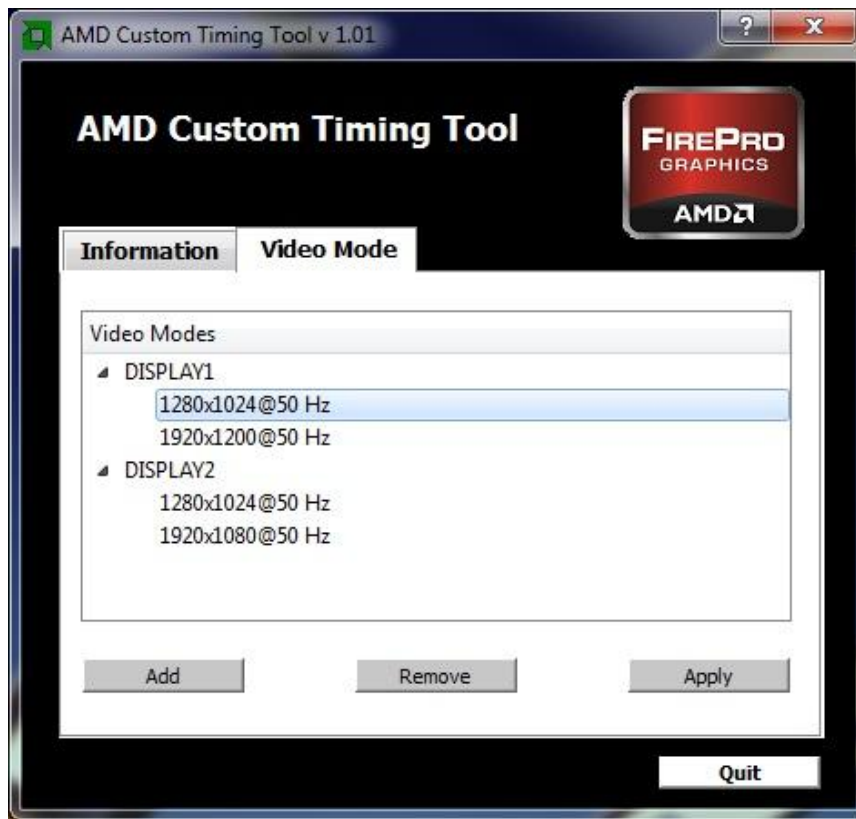 AMD Custom Timing Tool v 1.01
?
X
AMD Custom Timing Tool
FIREPRO
GRAPHICS
AMD
Information
Video Mode
Video Modes
DISPLAY1
1280x1024@50 Hz
1920x1200@50 Hz
DISPLAY2
1280x1024@50 Hz
1920x1080@50 Hz
Add
Remove
Apply
Quit